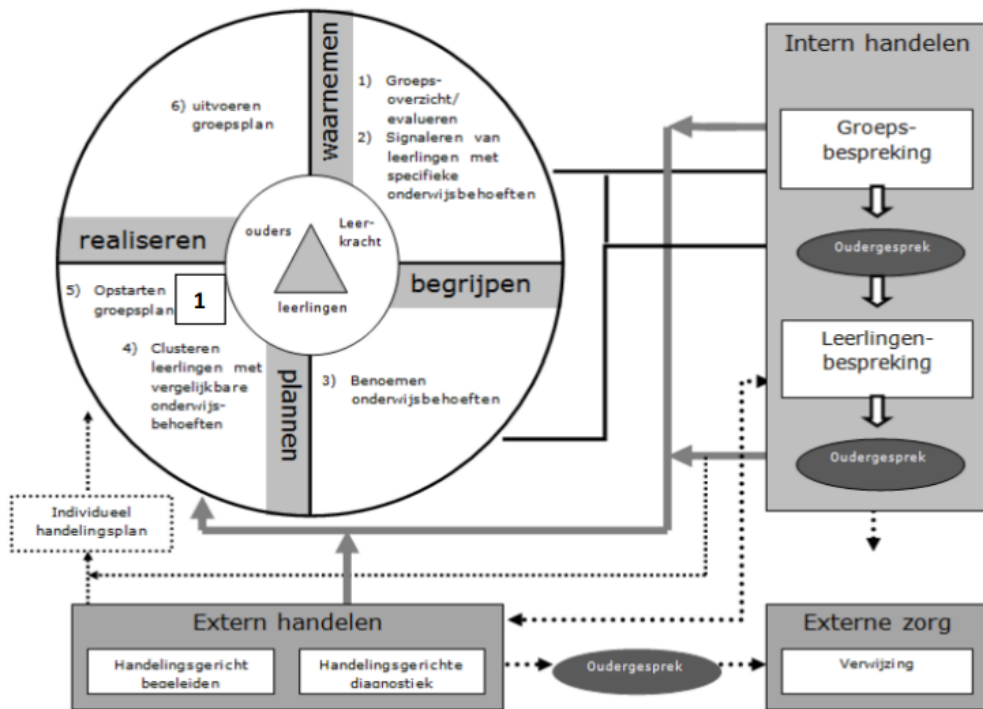 waarnemen
1) Groeps-
overzicht/
evalueren
2) Signaleren van
leerlingen met
specifieke
onderwijsbehoeften
begrijpen
3) Benoemen
onderwijsbehoeften
plannen
4) Clusteren
leerlingen met
vergelijkbare
onderwijs-
behoeften
5) Opstarten
groepsplan
1
realiseren
6) uitvoeren
groepsplan
ouders
Leer-
kracht
leerlingen
Intern handelen
Groeps-
bespreking
Oudergesprek
Leerlingen-
bespreking
Oudergesprek
Individueel
handelingsplan
Extern handelen
Handelingsgericht
begeleiden
Handelingsgerichte
diagnostiek
Oudergesprek
Externe zorg
Verwijzing